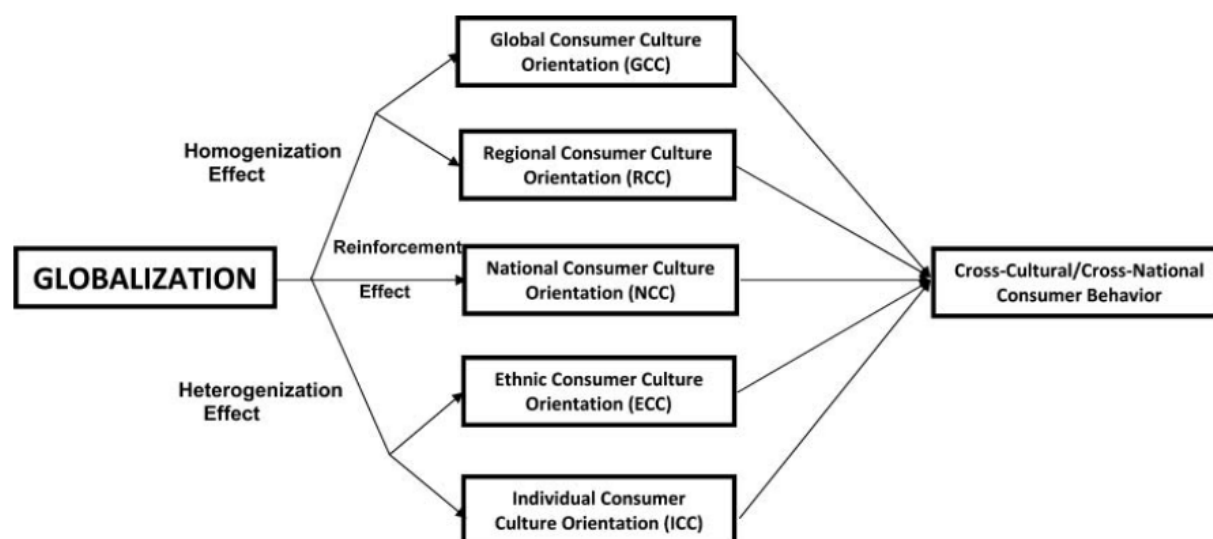 Global Consumer Culture
Orientation (GCC)
Homogenization
Effect
Regional Consumer Culture
Orientation (RCC)
GLOBALIZATION
Reinforcement
Effect
National Consumer Culture
Orientation (NCC)
Cross-Cultural/Cross-National
Consumer Behavior
Heterogenization
Effect
Ethnic Consumer Culture
Orientation (ECC)
Individual Consumer
Culture Orientation (ICC)